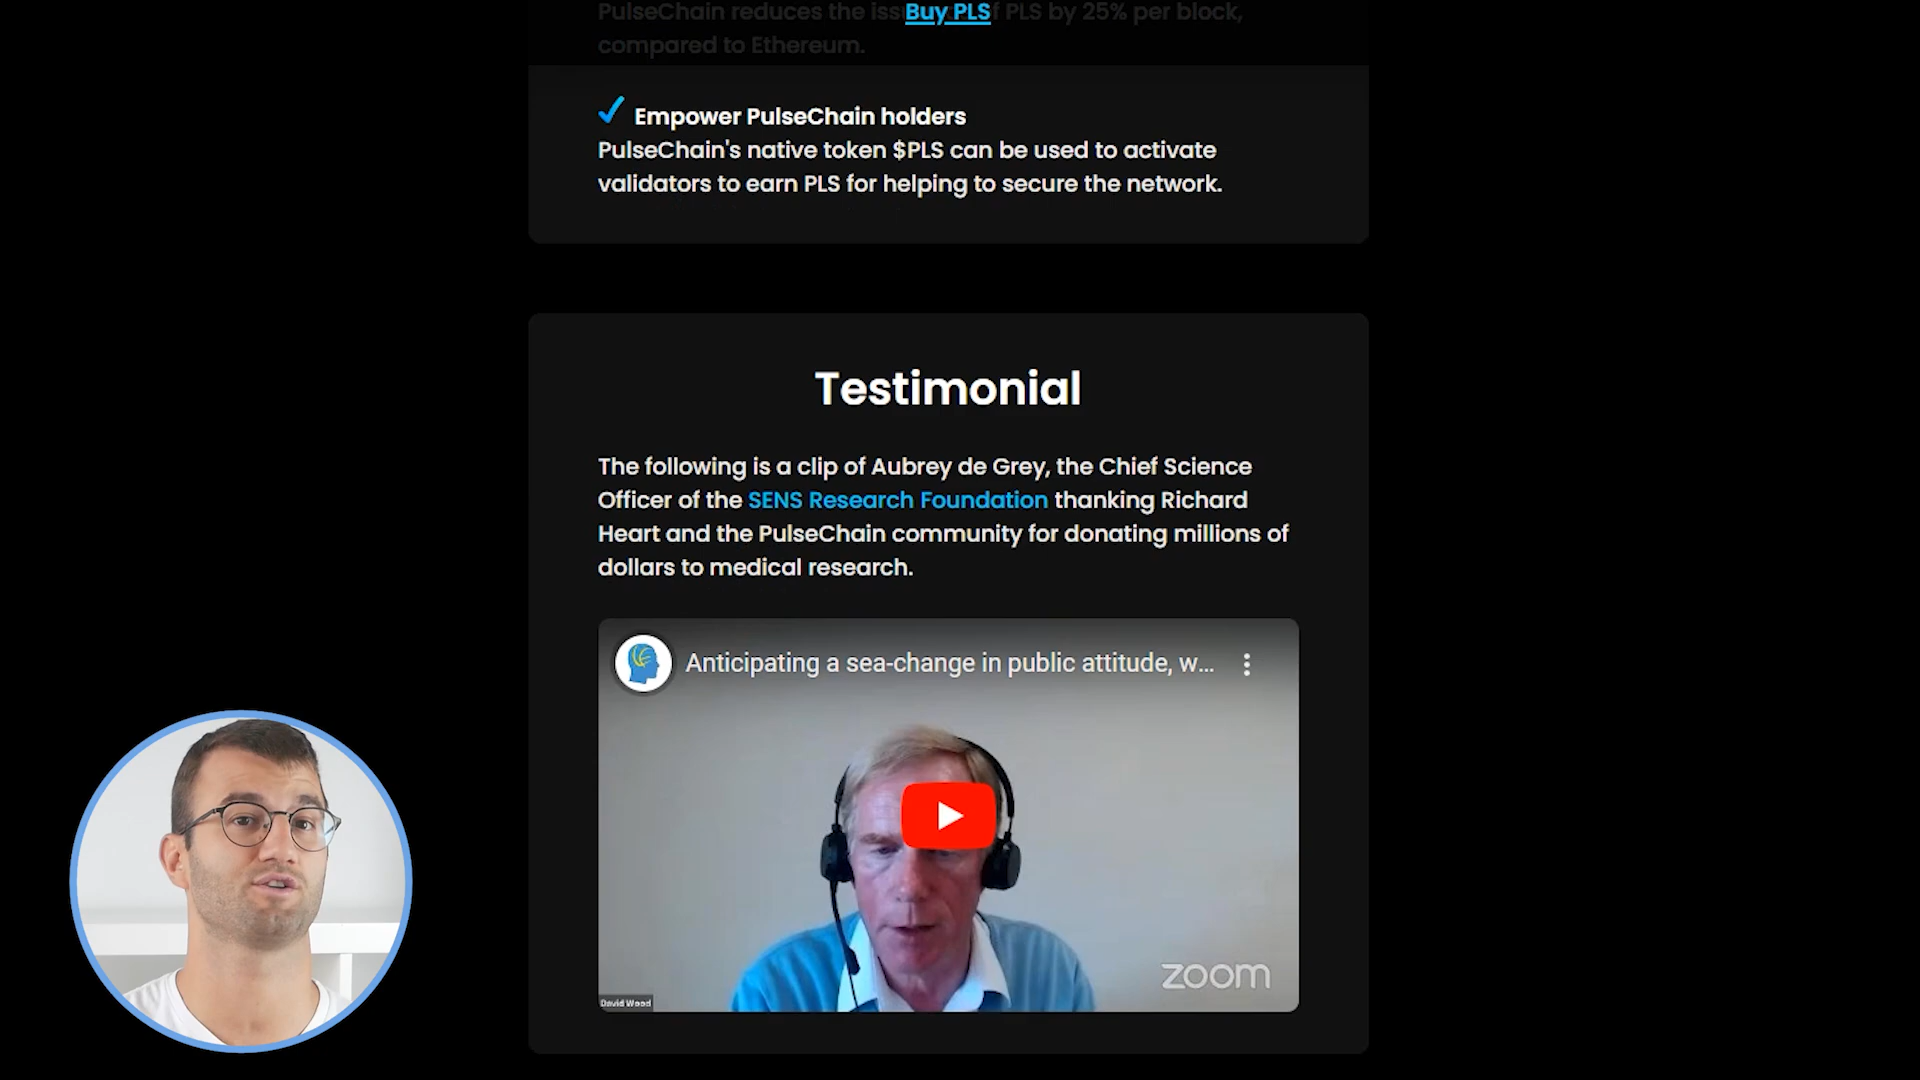 PulseChain reduces the iss Buy PLS f PLS by 25% per block,
compared to Ethereum.
Empower PulseChain holders
PulseChain's native token $PLS can be used to activate
validators to earn PLS for helping to secure the network.
Testimonial
The following is a clip of Aubrey de Grey, the Chief Science
Officer of the SENS Research Foundation thanking Richard
Heart and the PulseChain community for donating millions of
dollars to medical research.
Anticipating a sea-change in public attitude, w...
zoom
David Wood